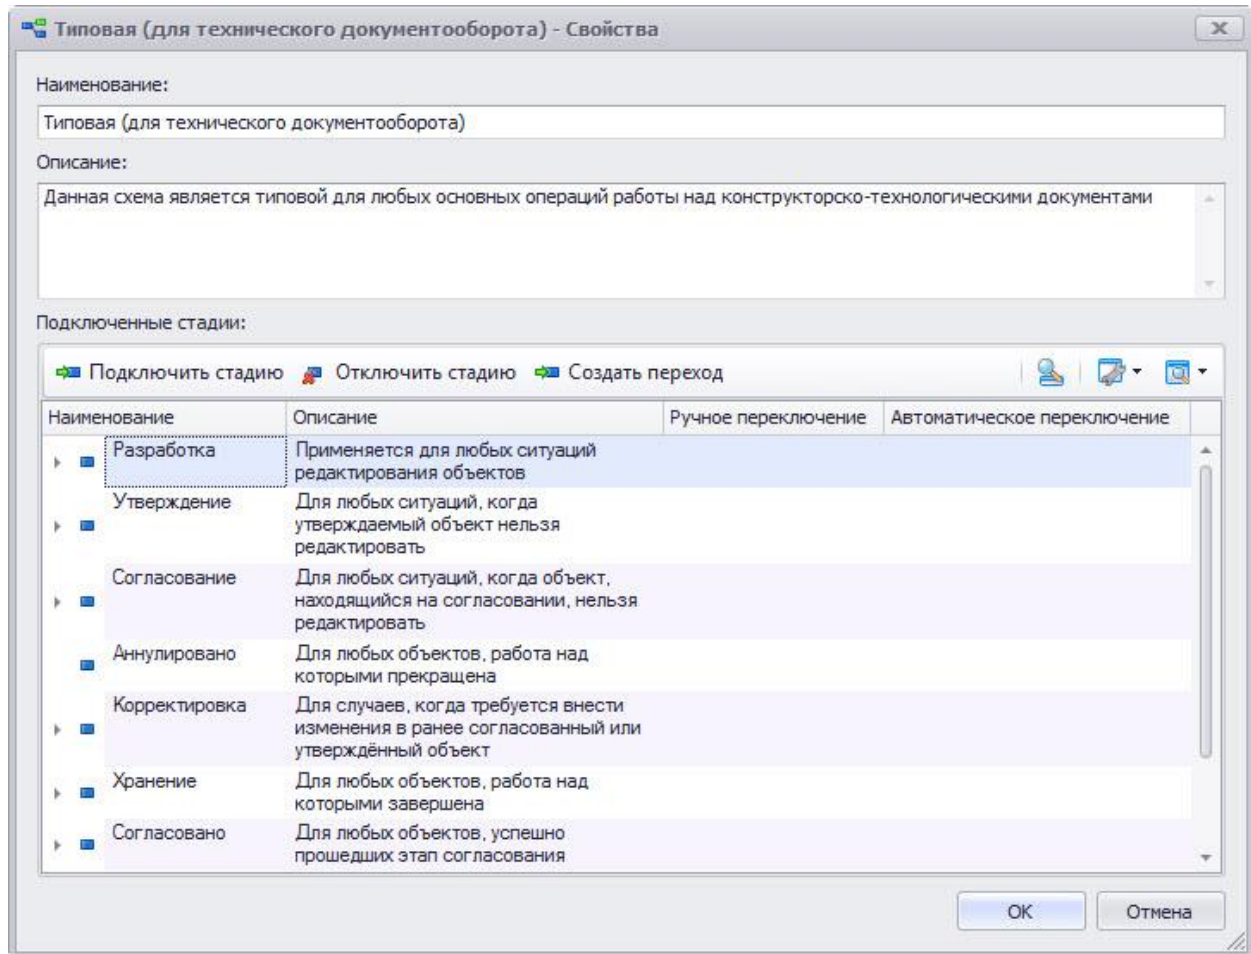 Типовая (для технического документооборота) - Свойства
Наименование:
Типовая (для технического документооборота)
Описание:
Данная схема является типовой для любых основных операций работы над конструкторско-технологическими документами
Подключенные стадии:
Подключить стадию Отключить стадию Создать переход
Наименование Описание Ручное переключение Автоматическое переключение
Разработка Применяется для любых ситуаций
редактирования объектов
Утверждение Для любых ситуаций, когда
утверждаемый объект нельзя
редактировать
Согласование Для любых ситуаций, когда объект,
находящийся на согласовании, нельзя
редактировать
Аннулировано Для любых объектов, работа над
которыми прекращена
Корректировка Для случаев, когда требуется внести
изменения в ранее согласованный или
утверждённый объект
Хранение Для любых объектов, работа над
которыми завершена
Согласовано Для любых объектов, успешно
прошедших этап согласования
OK Отмена